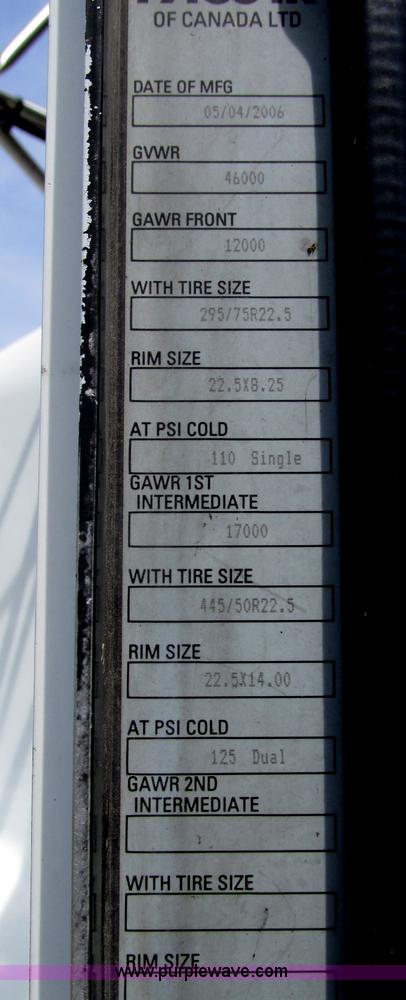 OF CANADA LTD
DATE OF MFG
05/04/2006
GVWR
46000
GAWR FRONT
12000
WITH TIRE SIZE
295/75R22.5
RIM SIZE
22.5X8.25
AT PSI COLD
110 Single
GAWR 1ST
INTERMEDIATE
17000
WITH TIRE SIZE
445/50R22.5
RIM SIZE
22.5X14.00
AT PSI COLD
125 Dual
GAWR 2ND
INTERMEDIATE
WITH TIRE SIZE
RIM SIZE
www.purplewave.com